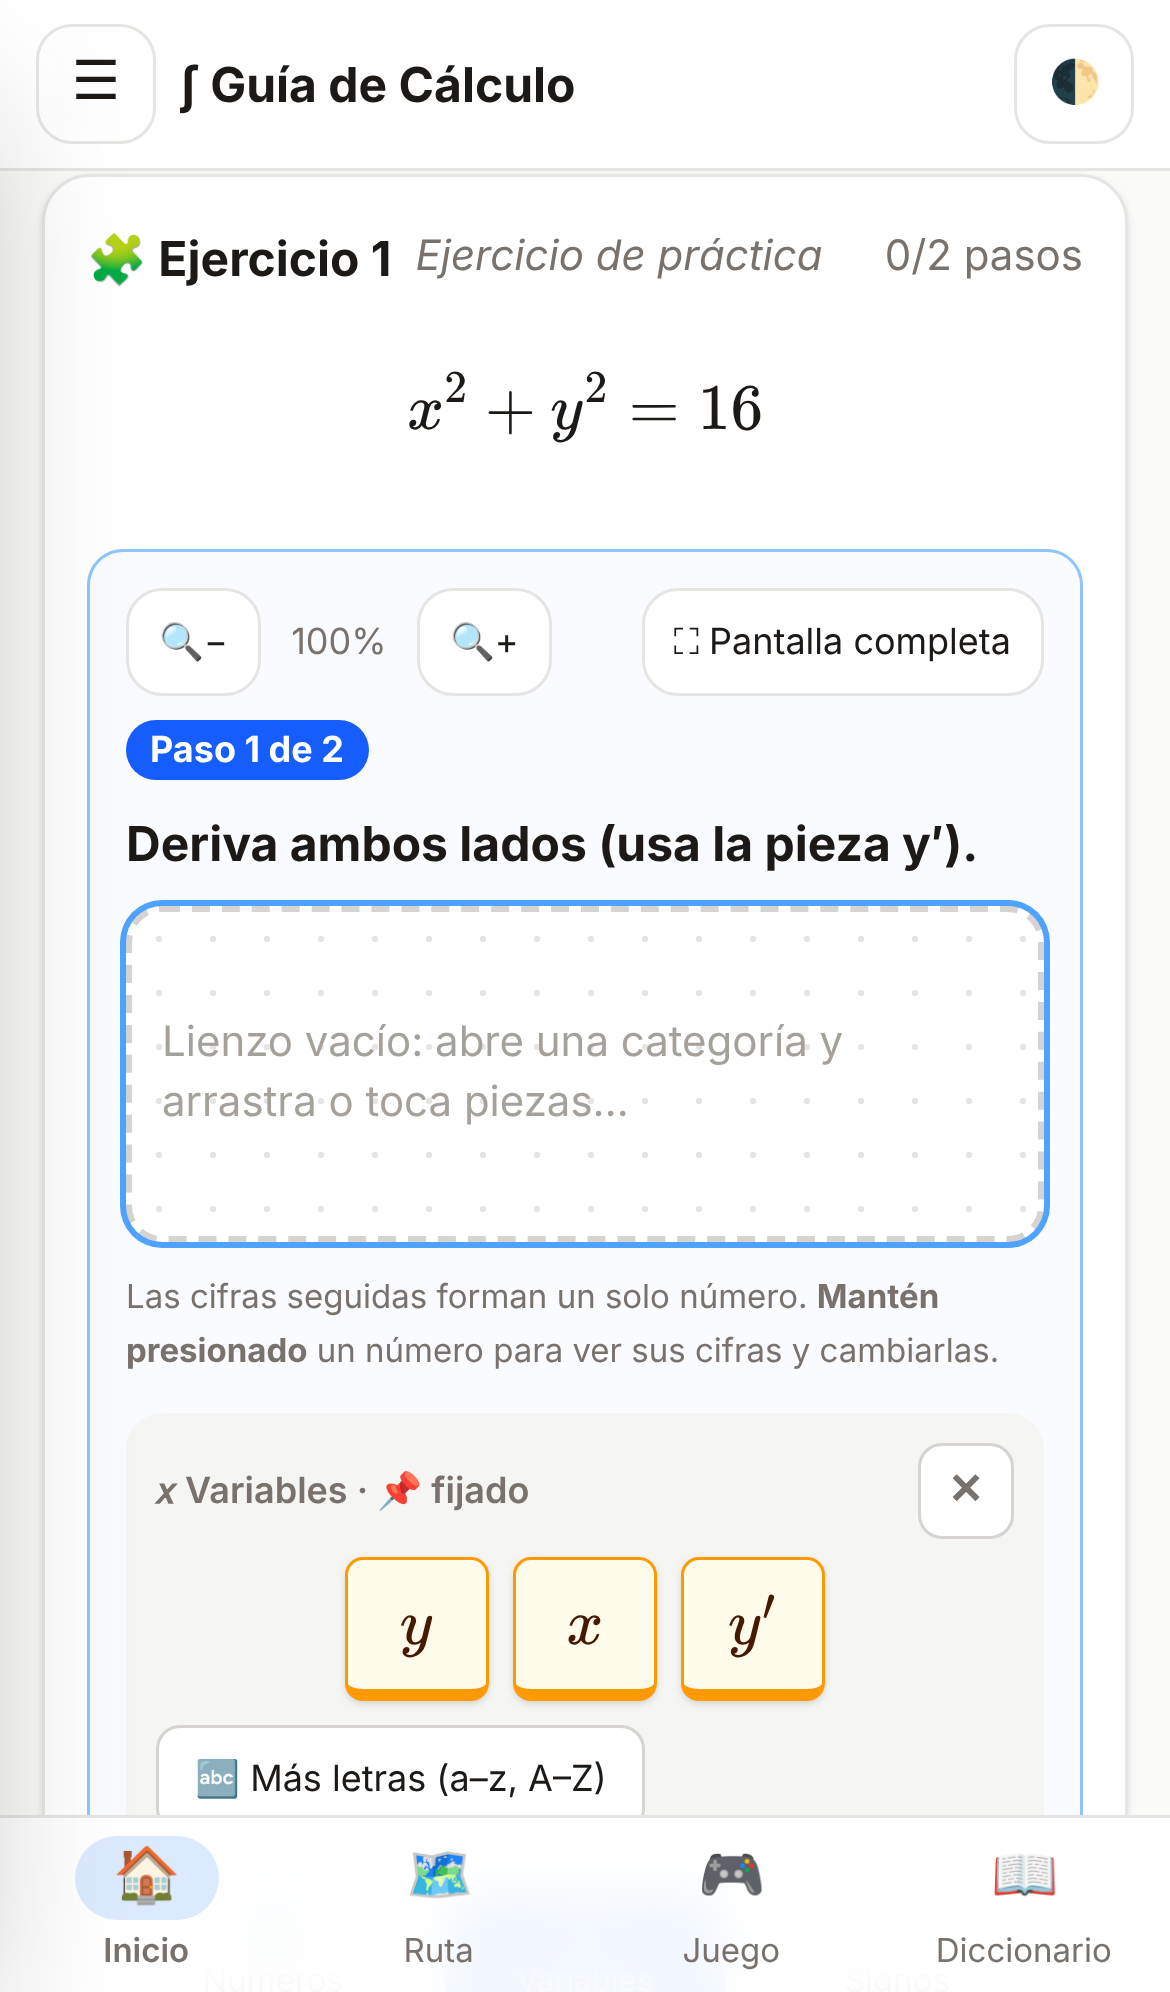 ☰ ∫ Guía de Cálculo
🧩 Ejercicio 1 Ejercicio de práctica 0/2 pasos
x² + y² = 16
🔍− 100% 🔍+ ⛶ Pantalla completa
Paso 1 de 2
Deriva ambos lados (usa la pieza y′).
Lienzo vacío: abre una categoría y
arrastra o toca piezas…
Las cifras seguidas forman un solo número. Mantén
presionado un número para ver sus cifras y cambiarlas.
x Variables · 📌 fijado ✕
y x y′
🔤 Más letras (a–z, A–Z)
Inicio Ruta Juego Diccionario
Números Variables Signos